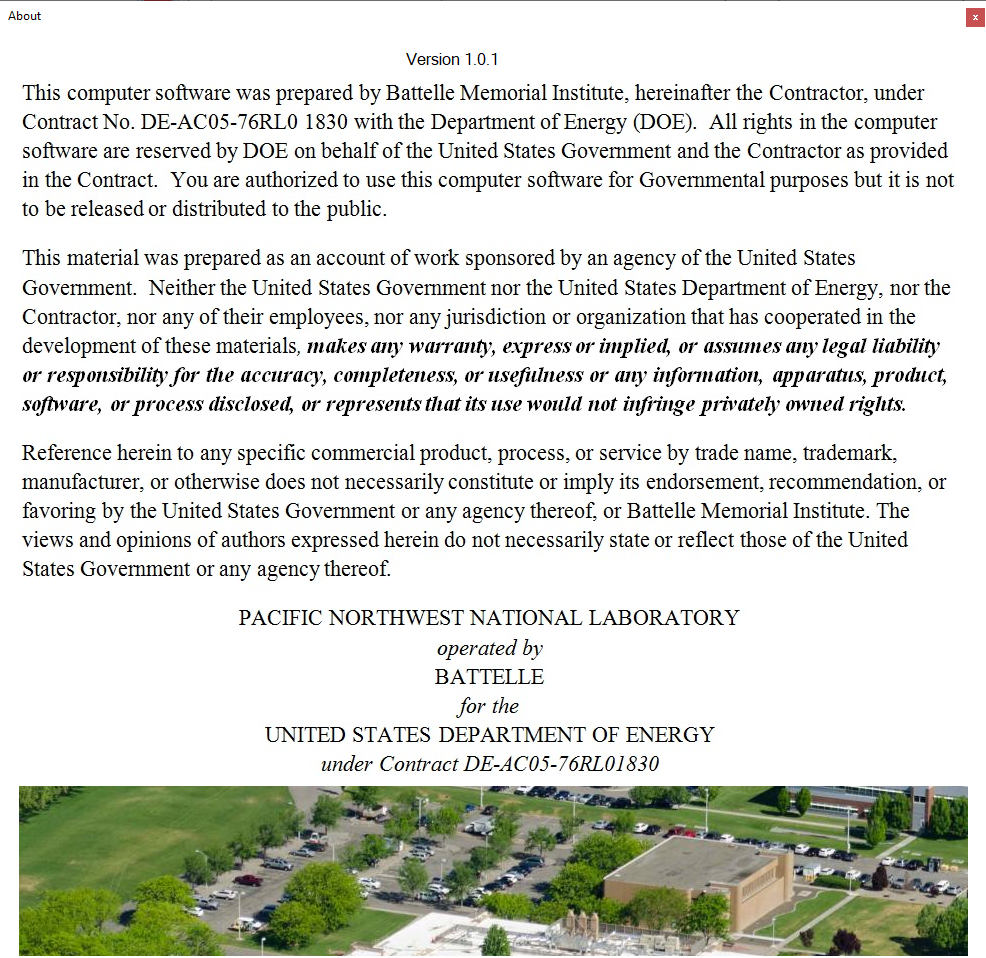 About
x
Version 1.0.1
This computer software was prepared by Battelle Memorial Institute, hereinafter the Contractor, under
Contract No. DE-AC05-76RL0 1830 with the Department of Energy (DOE).  All rights in the computer
software are reserved by DOE on behalf of the United States Government and the Contractor as provided
in the Contract.  You are authorized to use this computer software for Governmental purposes but it is not
to be released or distributed to the public.
This material was prepared as an account of work sponsored by an agency of the United States
Government.  Neither the United States Government nor the United States Department of Energy, nor the
Contractor, nor any of their employees, nor any jurisdiction or organization that has cooperated in the
development of these materials, makes any warranty, express or implied, or assumes any legal liability
or responsibility for the accuracy, completeness, or usefulness or any information, apparatus, product,
software, or process disclosed, or represents that its use would not infringe privately owned rights.
Reference herein to any specific commercial product, process, or service by trade name, trademark,
manufacturer, or otherwise does not necessarily constitute or imply its endorsement, recommendation, or
favoring by the United States Government or any agency thereof, or Battelle Memorial Institute. The
views and opinions of authors expressed herein do not necessarily state or reflect those of the United
States Government or any agency thereof.
PACIFIC NORTHWEST NATIONAL LABORATORY
operated by
BATTELLE
for the
UNITED STATES DEPARTMENT OF ENERGY
under Contract DE-AC05-76RL01830